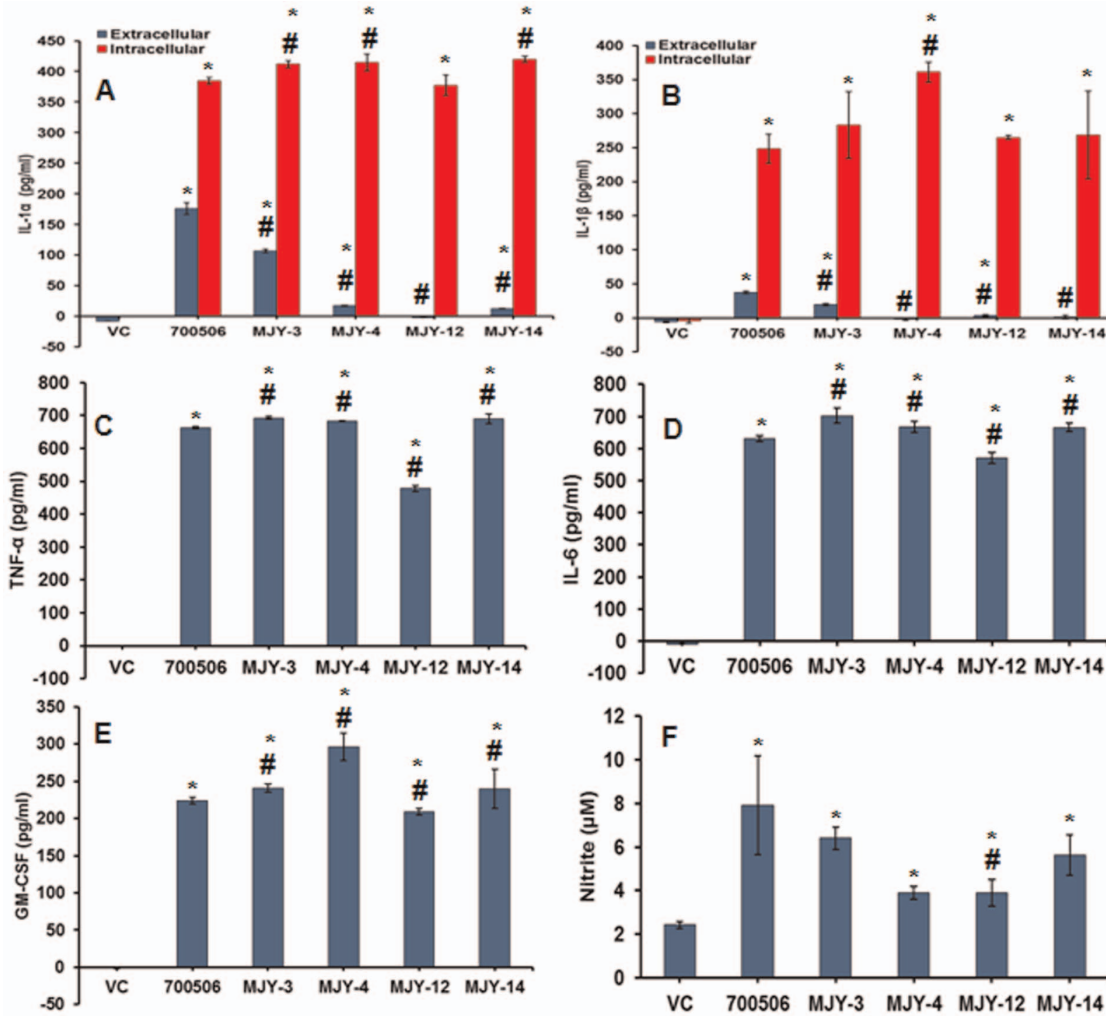 Extracellular
Intracellular
A
IL-1α (pg/ml)
450
400
350
300
250
200
150
100
50
0
-50
* * # * # * * # * * # * # # * #
VC 700506 MJY-3 MJY-4 MJY-12 MJY-14
Extracellular
Intracellular
B
IL-1β (pg/ml)
400
350
300
250
200
150
100
50
0
-50
* * * # * * * * # # * # #
VC 700506 MJY-3 MJY-4 MJY-12 MJY-14
C
TNF-α (pg/ml)
800
700
600
500
400
300
200
100
0
-100
* * # * # * # * #
VC 700506 MJY-3 MJY-4 MJY-12 MJY-14
D
IL-6 (pg/ml)
800
700
600
500
400
300
200
100
0
-100
* * # * # * # * #
VC 700506 MJY-3 MJY-4 MJY-12 MJY-14
E
GM-CSF (pg/ml)
350
300
250
200
150
100
50
0
-50
* * # * # * # * #
VC 700506 MJY-3 MJY-4 MJY-12 MJY-14
F
Nitrite (µM)
12
10
8
6
4
2
0
* * * * # *
VC 700506 MJY-3 MJY-4 MJY-12 MJY-14